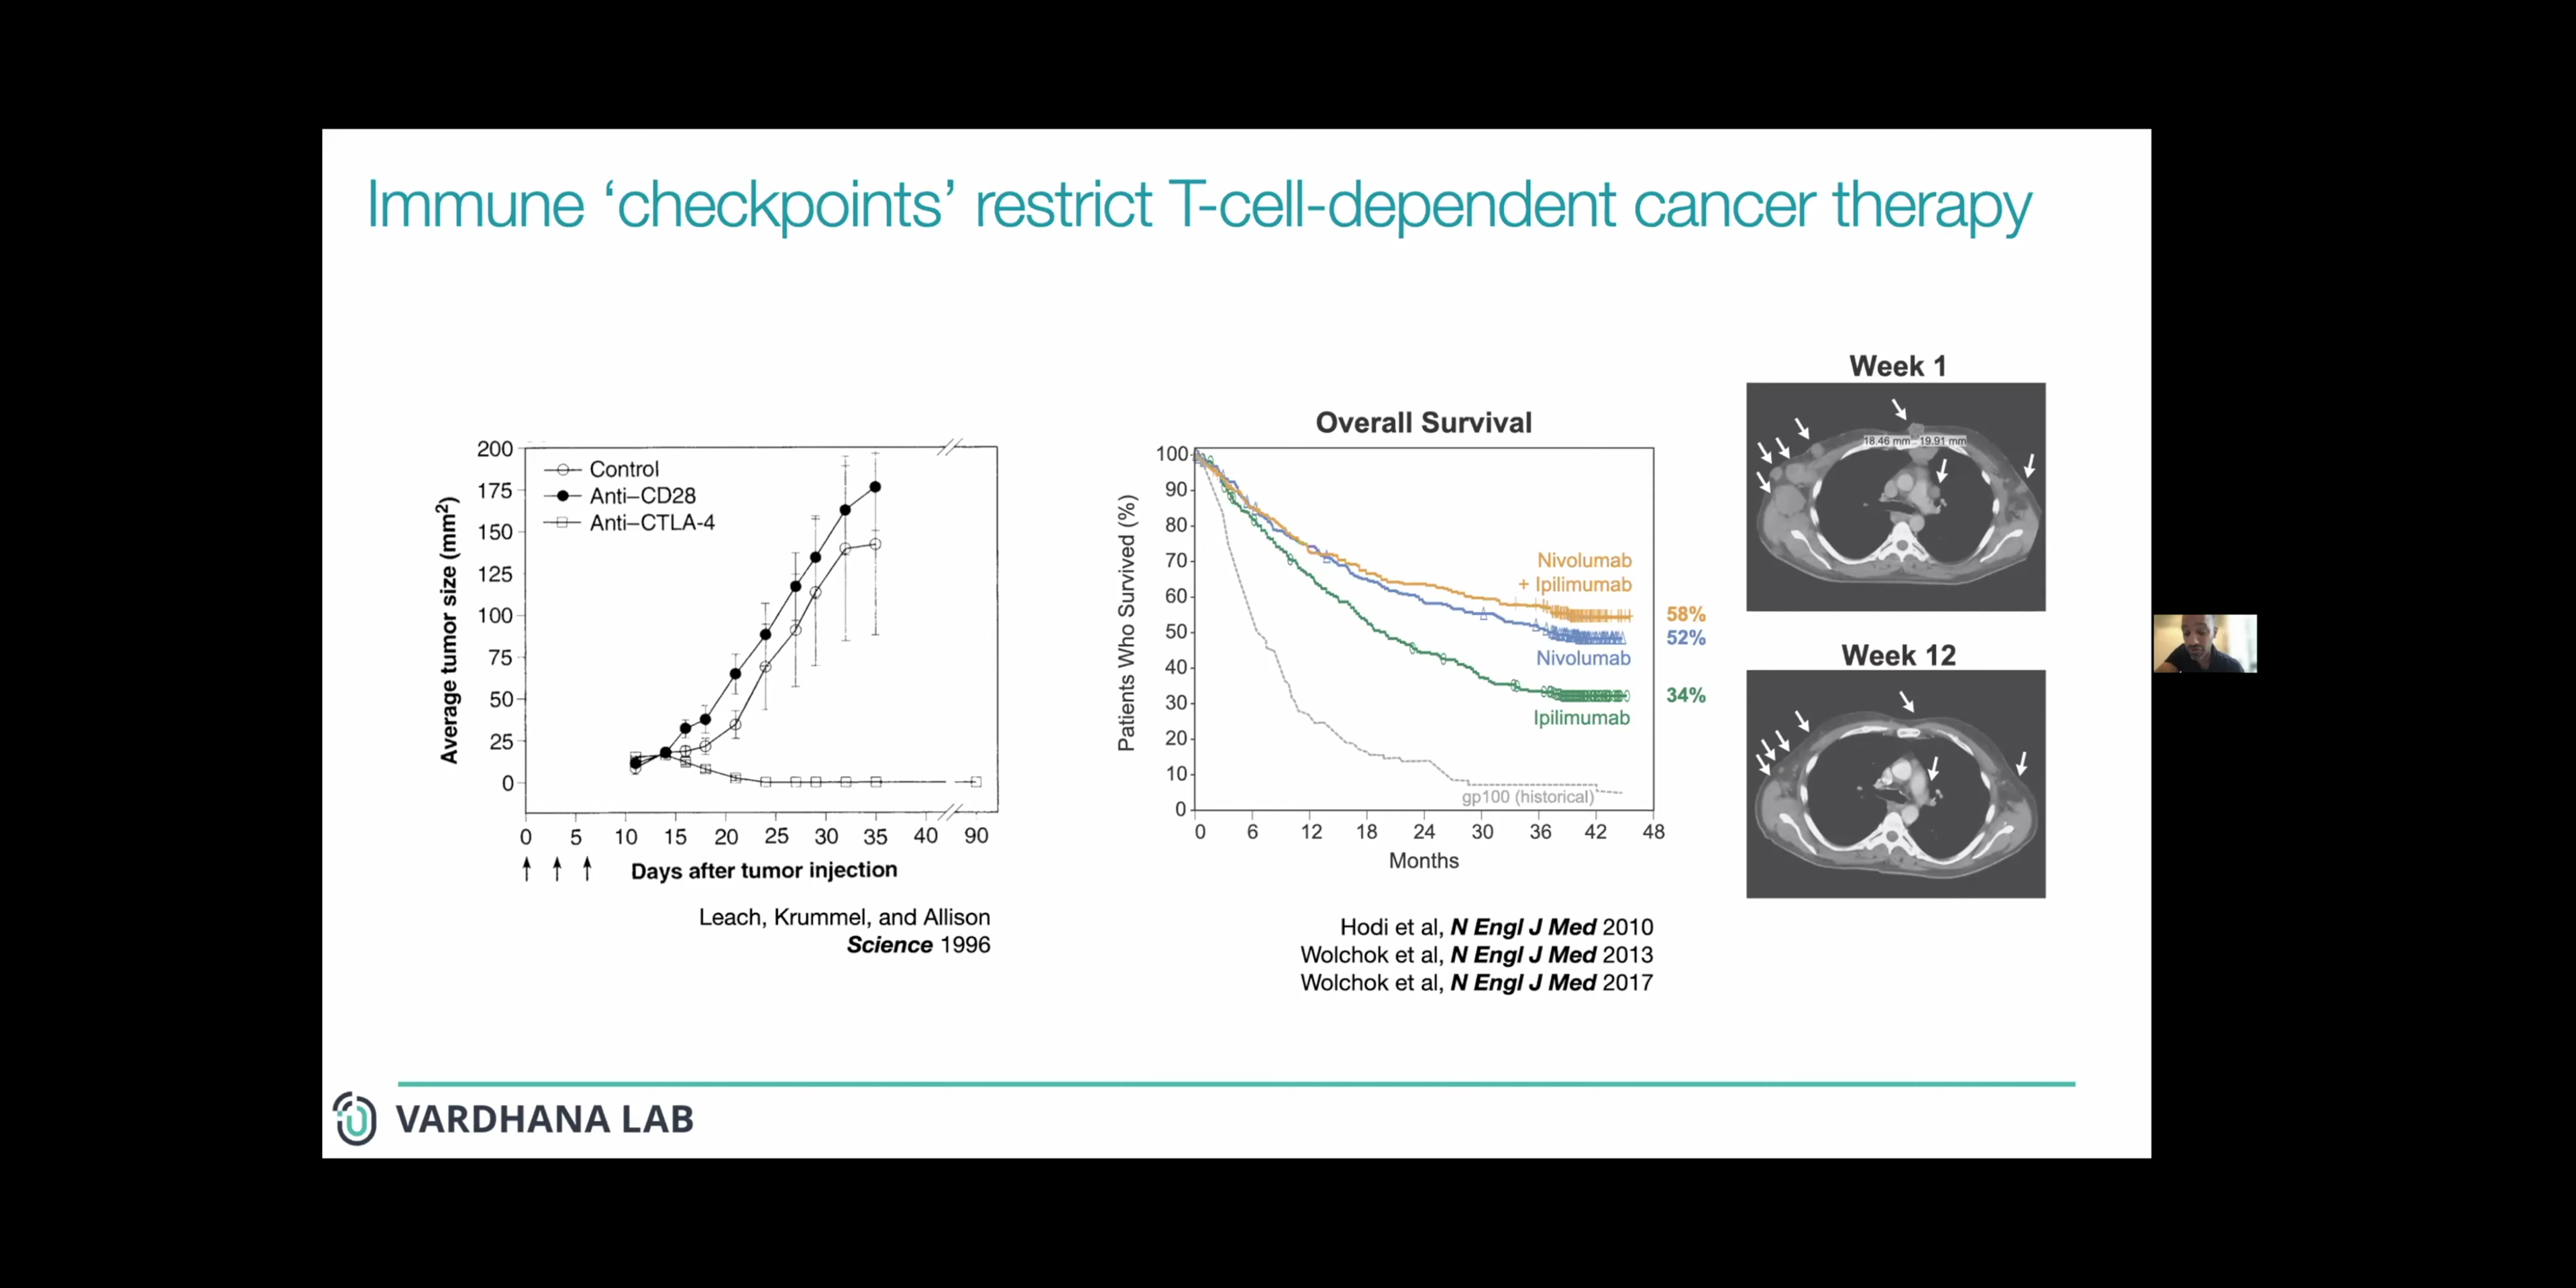 Immune ‘checkpoints’ restrict T-cell-dependent cancer therapy
200
175
150
125
100
75
50
25
0
Average tumor size (mm²)
Control
Anti–CD28
Anti–CTLA-4
0 5 10 15 20 25 30 35 40 90
Days after tumor injection
Leach, Krummel, and Allison
Science 1996
Overall Survival
100
90
80
70
60
50
40
30
20
10
0
Patients Who Survived (%)
Nivolumab
+ Ipilimumab
58%
52%
Nivolumab
34%
Ipilimumab
gp100 (historical)
0 6 12 18 24 30 36 42 48
Months
Hodi et al, N Engl J Med 2010
Wolchok et al, N Engl J Med 2013
Wolchok et al, N Engl J Med 2017
Week 1
18.46 mm 19.91 mm
Week 12
VARDHANA LAB